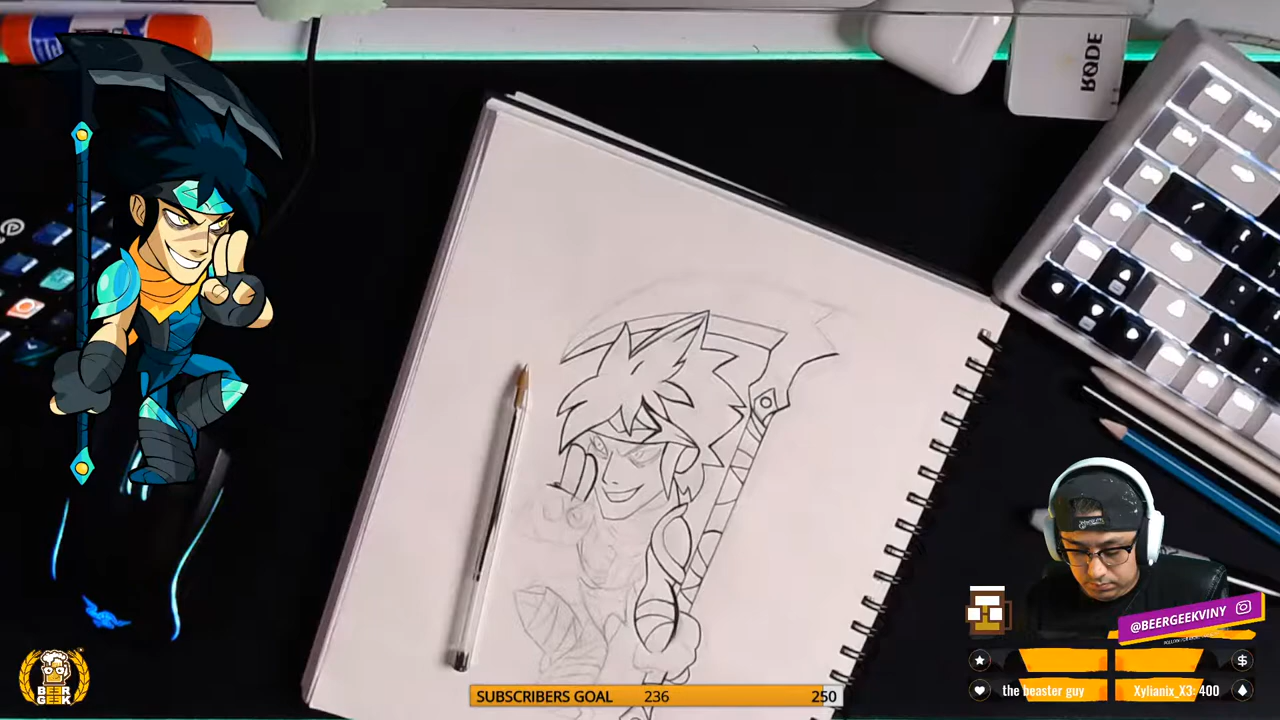 RØDE
@BEERGEEKVINY
the beaster guy
Xylianix_X3: 400
BEER
GEEK
SUBSCRIBERS GOAL 236 250